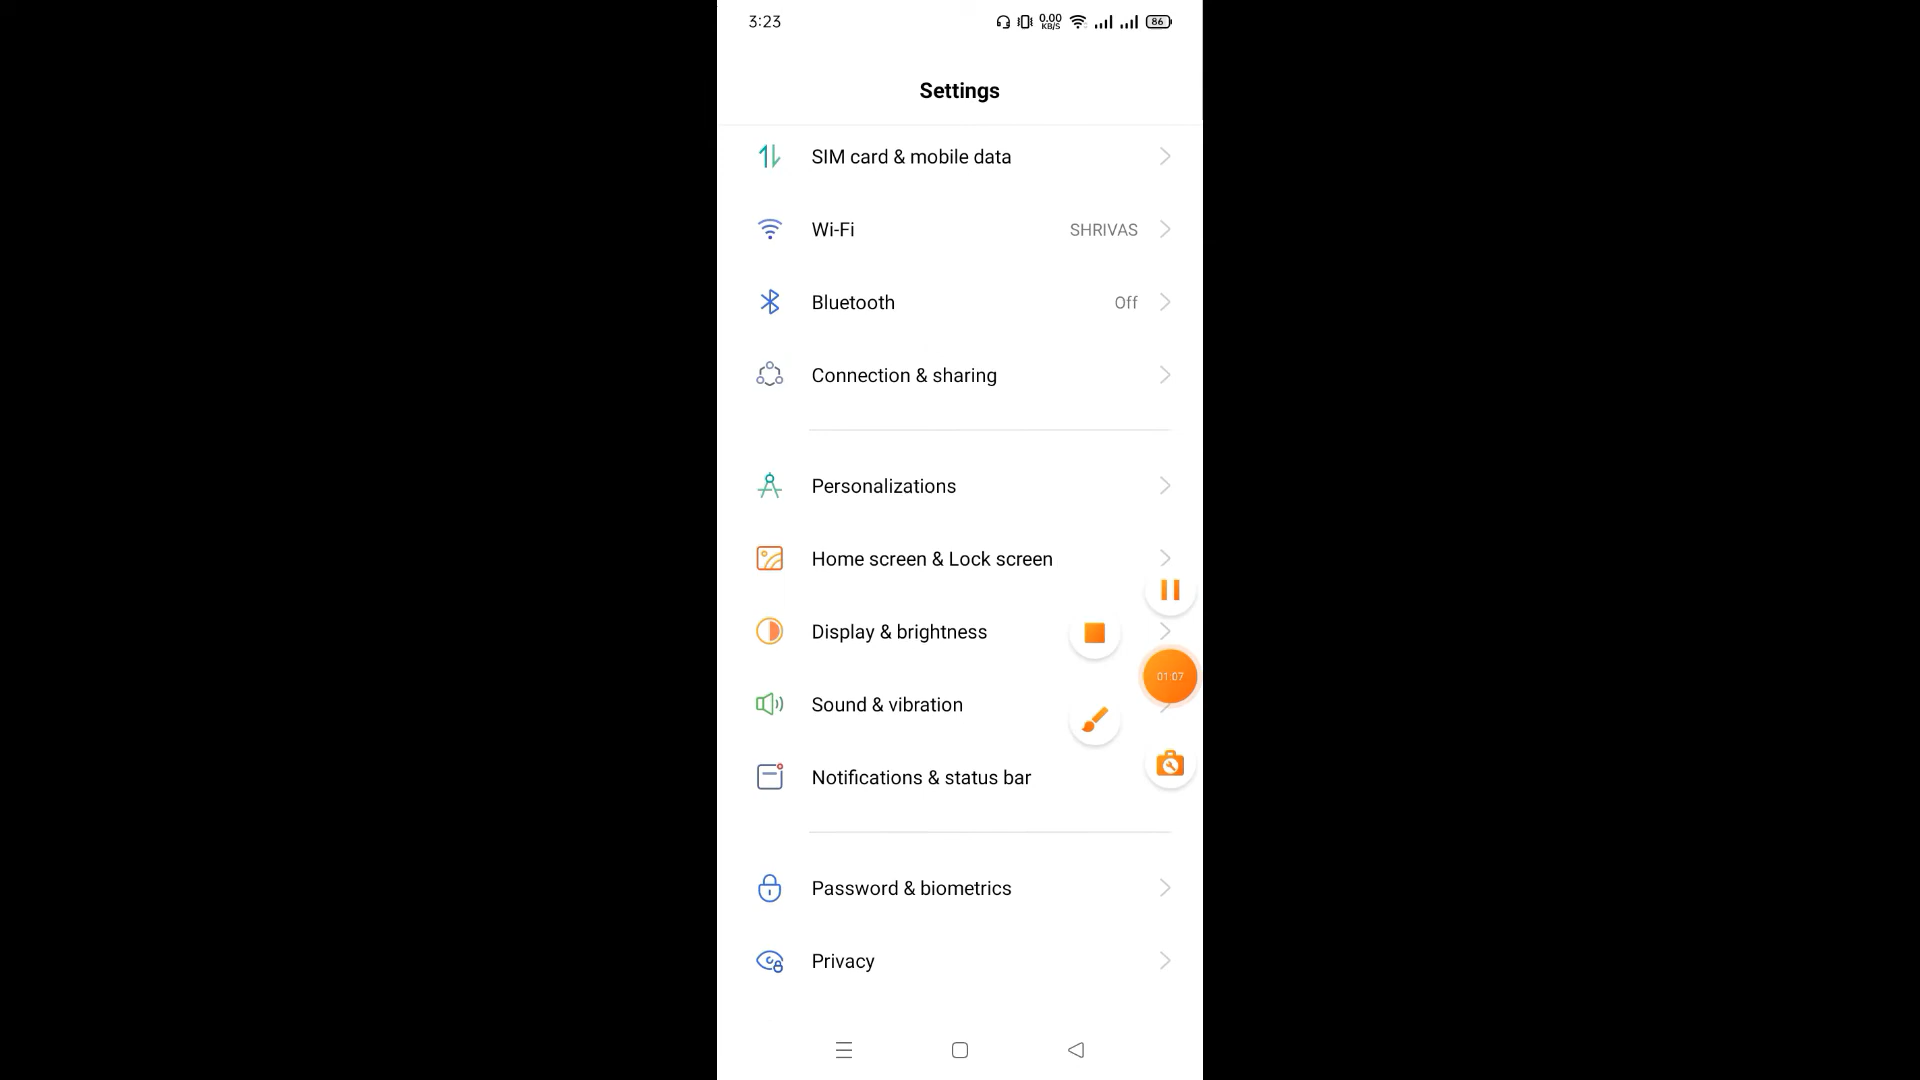 3:23
0.00
KB/S
86
Settings
SIM card & mobile data
Wi-Fi
SHRIVAS
Bluetooth
Off
Connection & sharing
Personalizations
Home screen & Lock screen
Display & brightness
01:07
Sound & vibration
Notifications & status bar
Password & biometrics
Privacy